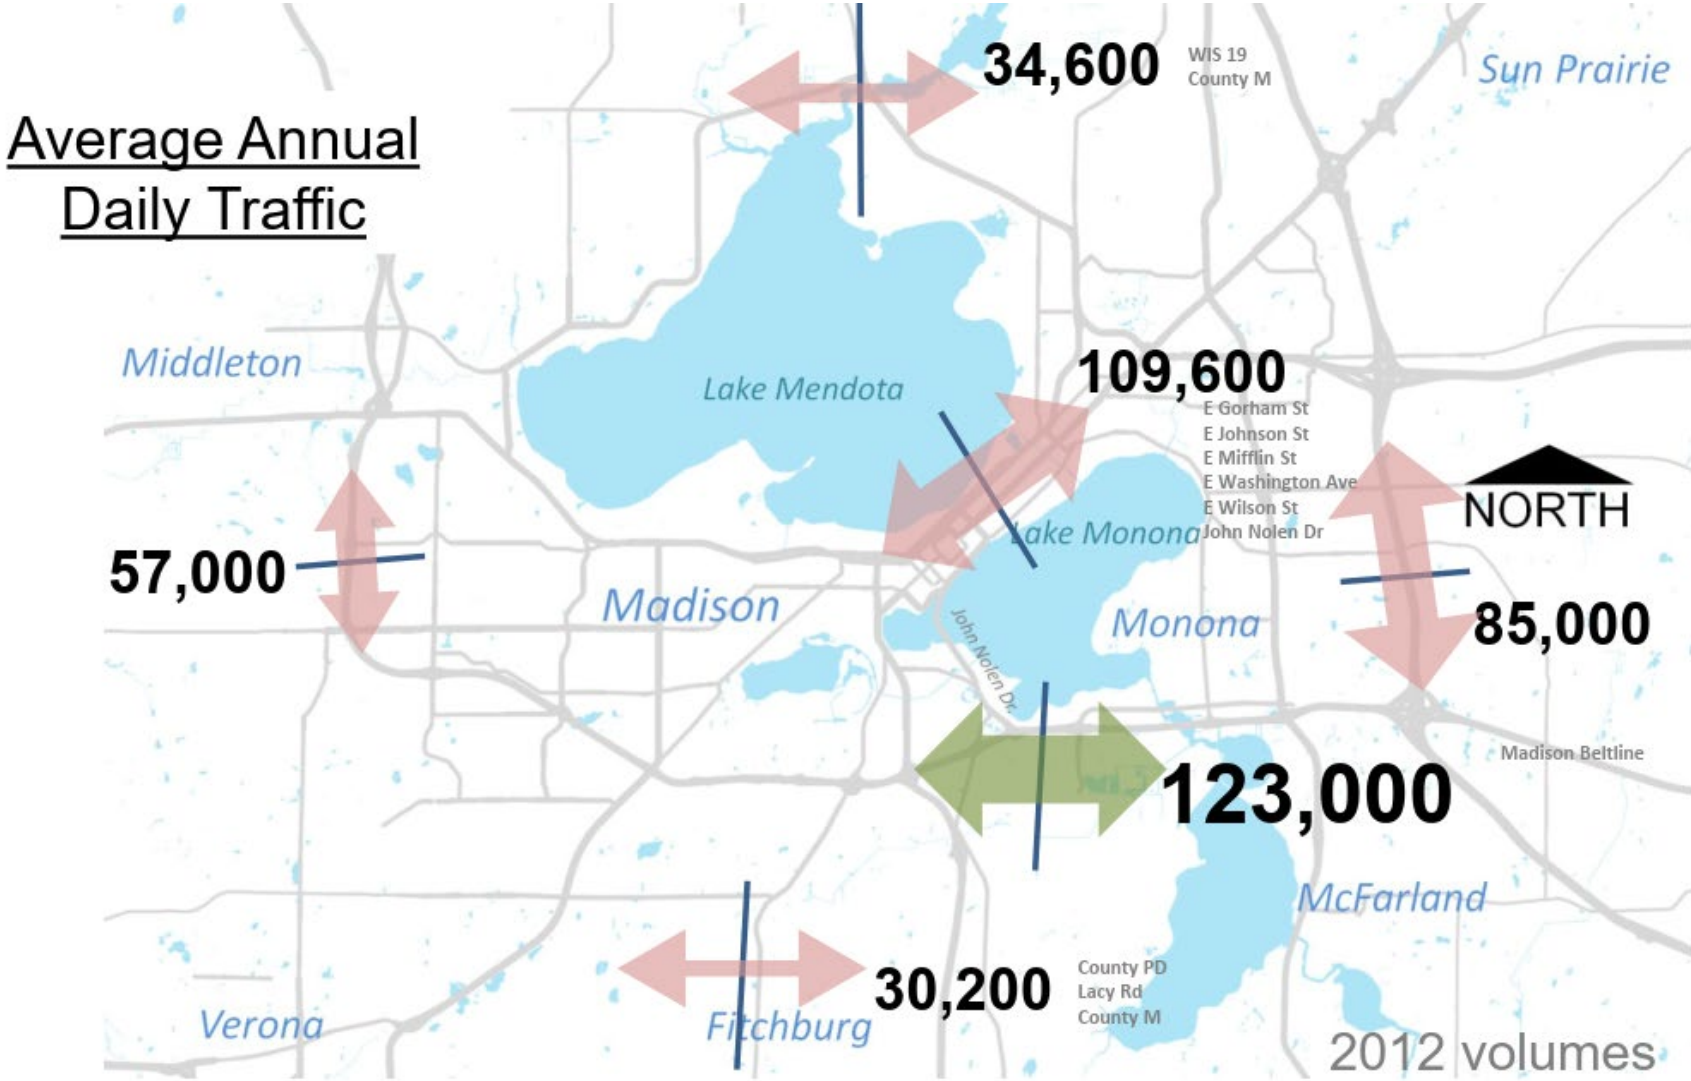 34,600
WIS 19
County M
Sun Prairie
Average Annual
Daily Traffic
Middleton
Lake Mendota
109,600
E Gorham St
E Johnson St
E Mifflin St
E Washington Ave
E Wilson St
John Nolen Dr
NORTH
Lake Monona
57,000
Madison
Monona
85,000
John Nolen Dr.
Madison Beltline
123,000
McFarland
30,200
County PD
Lacy Rd
County M
Verona
Fitchburg
2012 volumes